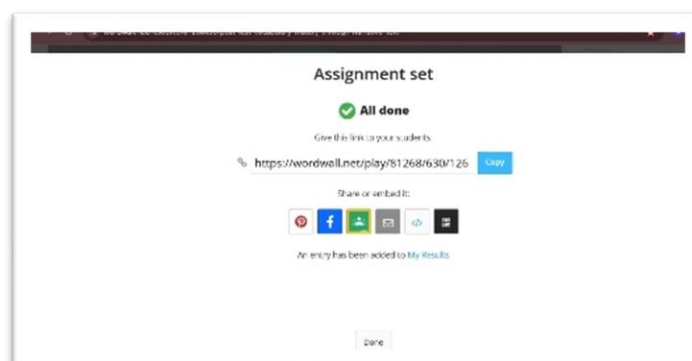 Assignment set
All done
Give this link to your students
https://wordwall.net/play/81268/630/126
Copy
Share or embed it:
An entry has been added to My Results
Done